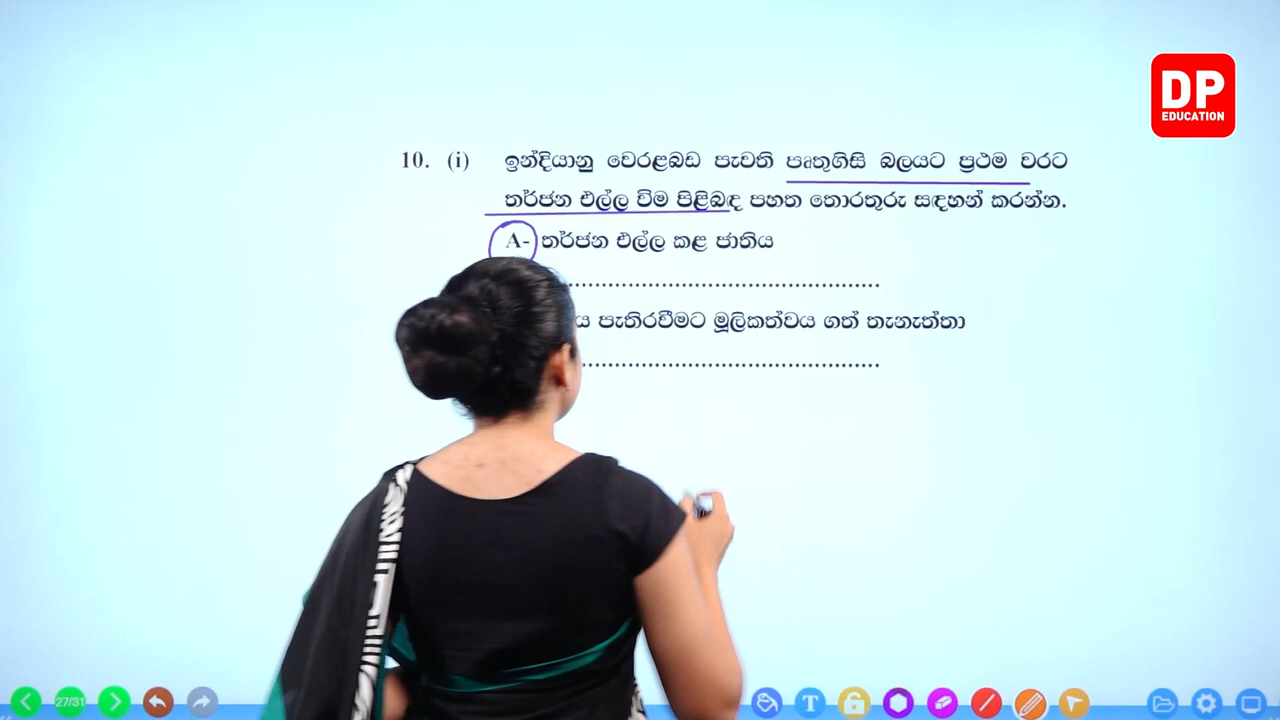 DP
EDUCATION
10. (i) ඉන්දියානු වෙරළබඩ පැවති පෘතුගිසි බලයට ප්‍රථම වරට
තර්ජන එල්ල විම පිළිබඳ පහත තොරතුරු සඳහන් කරන්න.
A- තර්ජන එල්ල කළ ජාතිය
පැතිරවීමට මූලිකත්වය ගත් තැනැත්තා
27/31
T